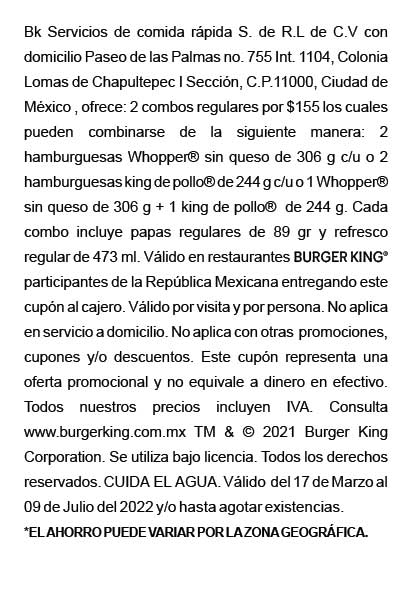 Bk Servicios de comida rápida S. de R.L de C.V con
domicilio Paseo de las Palmas no. 755 Int. 1104, Colonia
Lomas de Chapultepec I Sección, C.P.11000, Ciudad de
México , ofrece: 2 combos regulares por $155 los cuales
pueden combinarse de la siguiente manera: 2
hamburguesas Whopper® sin queso de 306 g c/u o 2
hamburguesas king de pollo® de 244 g c/u o 1 Whopper®
sin queso de 306 g + 1 king de pollo® de 244 g. Cada
combo incluye papas regulares de 89 gr y refresco
regular de 473 ml. Válido en restaurantes BURGER KING®
participantes de la República Mexicana entregando este
cupón al cajero. Válido por visita y por persona. No aplica
en servicio a domicilio. No aplica con otras promociones,
cupones y/o descuentos. Este cupón representa una
oferta promocional y no equivale a dinero en efectivo.
Todos nuestros precios incluyen IVA. Consulta
www.burgerking.com.mx TM & © 2021 Burger King
Corporation. Se utiliza bajo licencia. Todos los derechos
reservados. CUIDA EL AGUA. Válido del 17 de Marzo al
09 de Julio del 2022 y/o hasta agotar existencias.
*EL AHORRO PUEDE VARIAR POR LA ZONA GEOGRÁFICA.